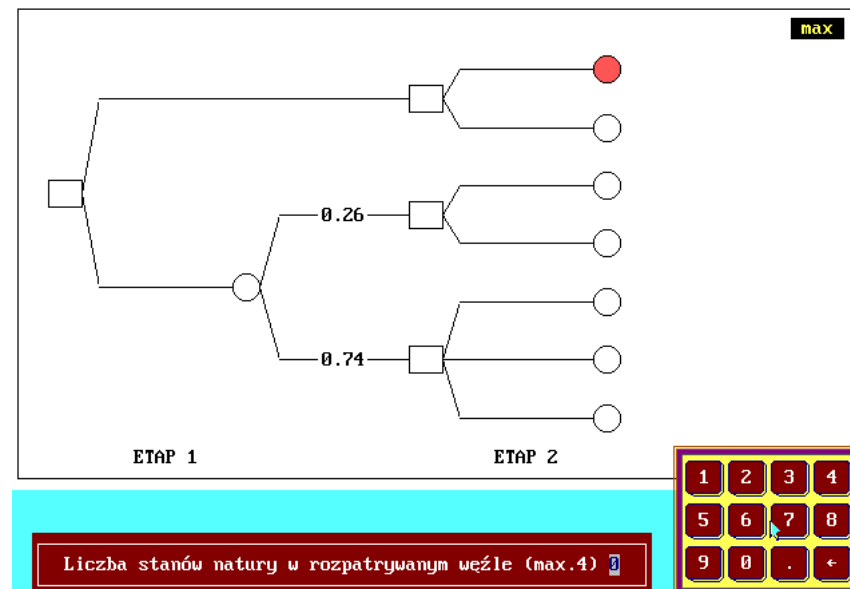 max
0.26
0.74
ETAP 1 ETAP 2
1 2 3 4
5 6 7 8
9 0 . ←
Liczba stanów natury w rozpatrywanym węźle (max.4) 0